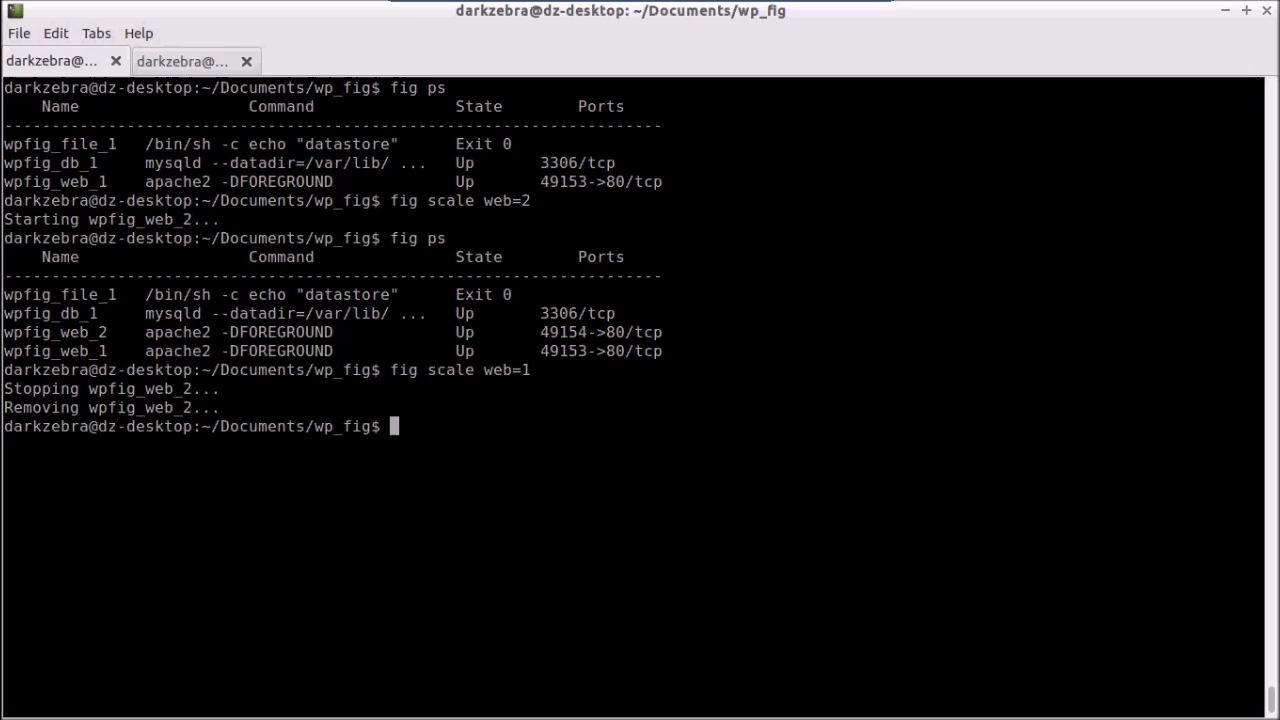 darkzebra@dz-desktop: ~/Documents/wp_fig
File Edit Tabs Help
darkzebra@... darkzebra@...
darkzebra@dz-desktop:~/Documents/wp_fig$ fig ps
    Name                  Command               State        Ports
----------------------------------------------------------------------
wpfig_file_1   /bin/sh -c echo "datastore"      Exit 0
wpfig_db_1     mysqld --datadir=/var/lib/ ...   Up       3306/tcp
wpfig_web_1    apache2 -DFOREGROUND             Up       49153->80/tcp
darkzebra@dz-desktop:~/Documents/wp_fig$ fig scale web=2
Starting wpfig_web_2...
darkzebra@dz-desktop:~/Documents/wp_fig$ fig ps
    Name                  Command               State        Ports
----------------------------------------------------------------------
wpfig_file_1   /bin/sh -c echo "datastore"      Exit 0
wpfig_db_1     mysqld --datadir=/var/lib/ ...   Up       3306/tcp
wpfig_web_2    apache2 -DFOREGROUND             Up       49154->80/tcp
wpfig_web_1    apache2 -DFOREGROUND             Up       49153->80/tcp
darkzebra@dz-desktop:~/Documents/wp_fig$ fig scale web=1
Stopping wpfig_web_2...
Removing wpfig_web_2...
darkzebra@dz-desktop:~/Documents/wp_fig$